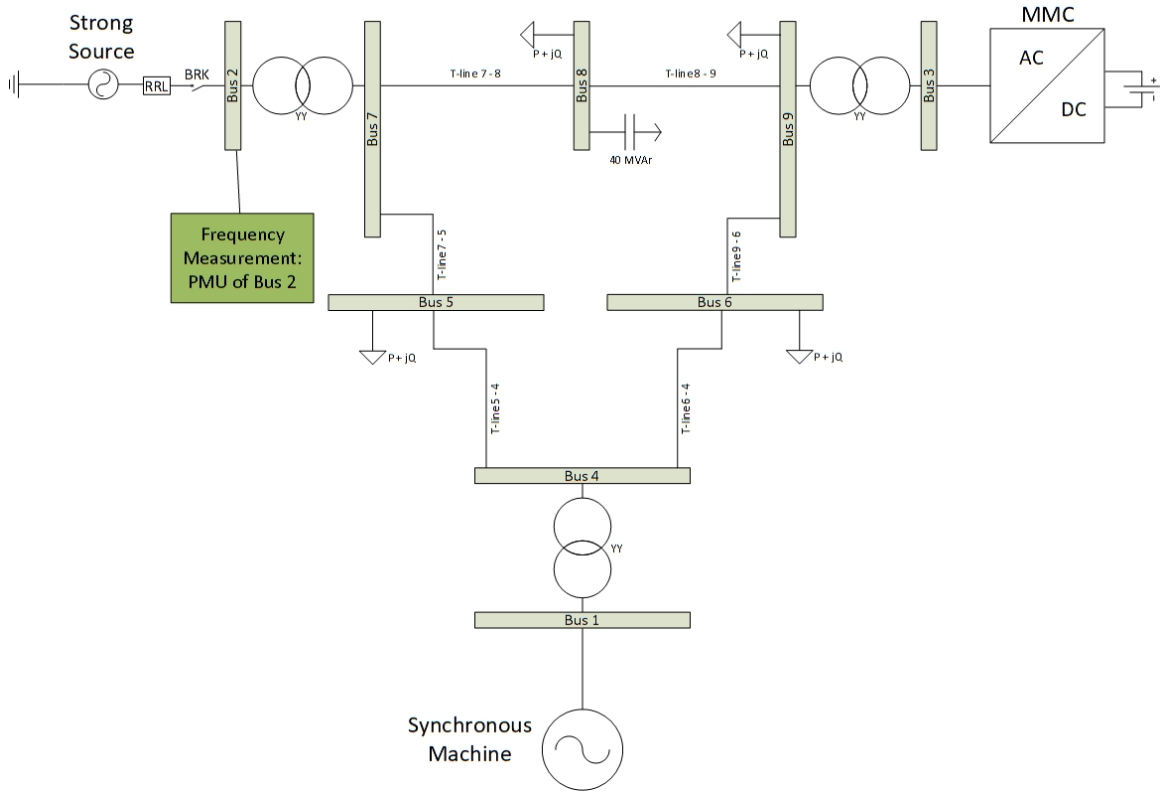 Strong
Source
RRL
BRK
Bus 2
YY
Bus 7
T-line 7 - 8
P + jQ
Bus 8
40 MVAr
T-line8 - 9
P + jQ
Bus 9
YY
Bus 3
MMC
AC
DC
+
-
Frequency
Measurement:
PMU of Bus 2
T-line7 - 5
T-line9 - 6
Bus 5
Bus 6
P + jQ
P + jQ
T-line5 - 4
T-line6 - 4
Bus 4
YY
Bus 1
Synchronous
Machine